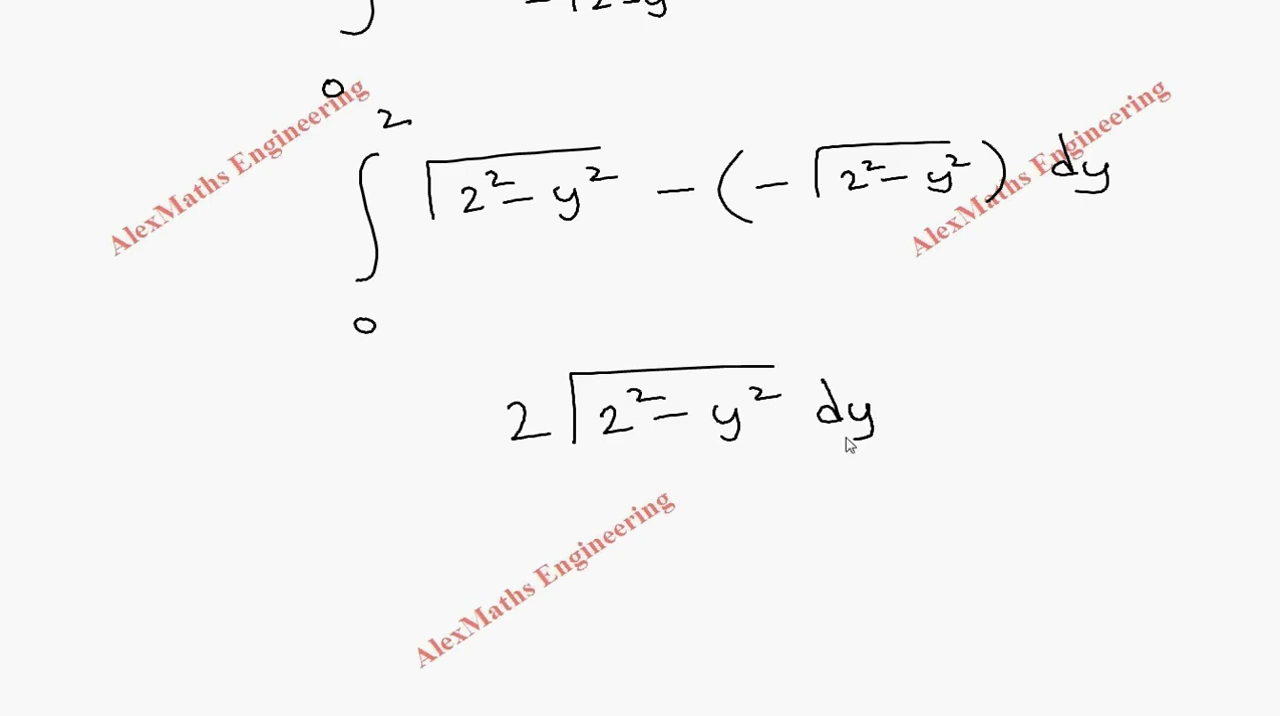 0
2
∫ √2²-y² - (-√2²-y²) dy
0
2√2²-y² dy
AlexMaths Engineering
AlexMaths Engineering
AlexMaths Engineering